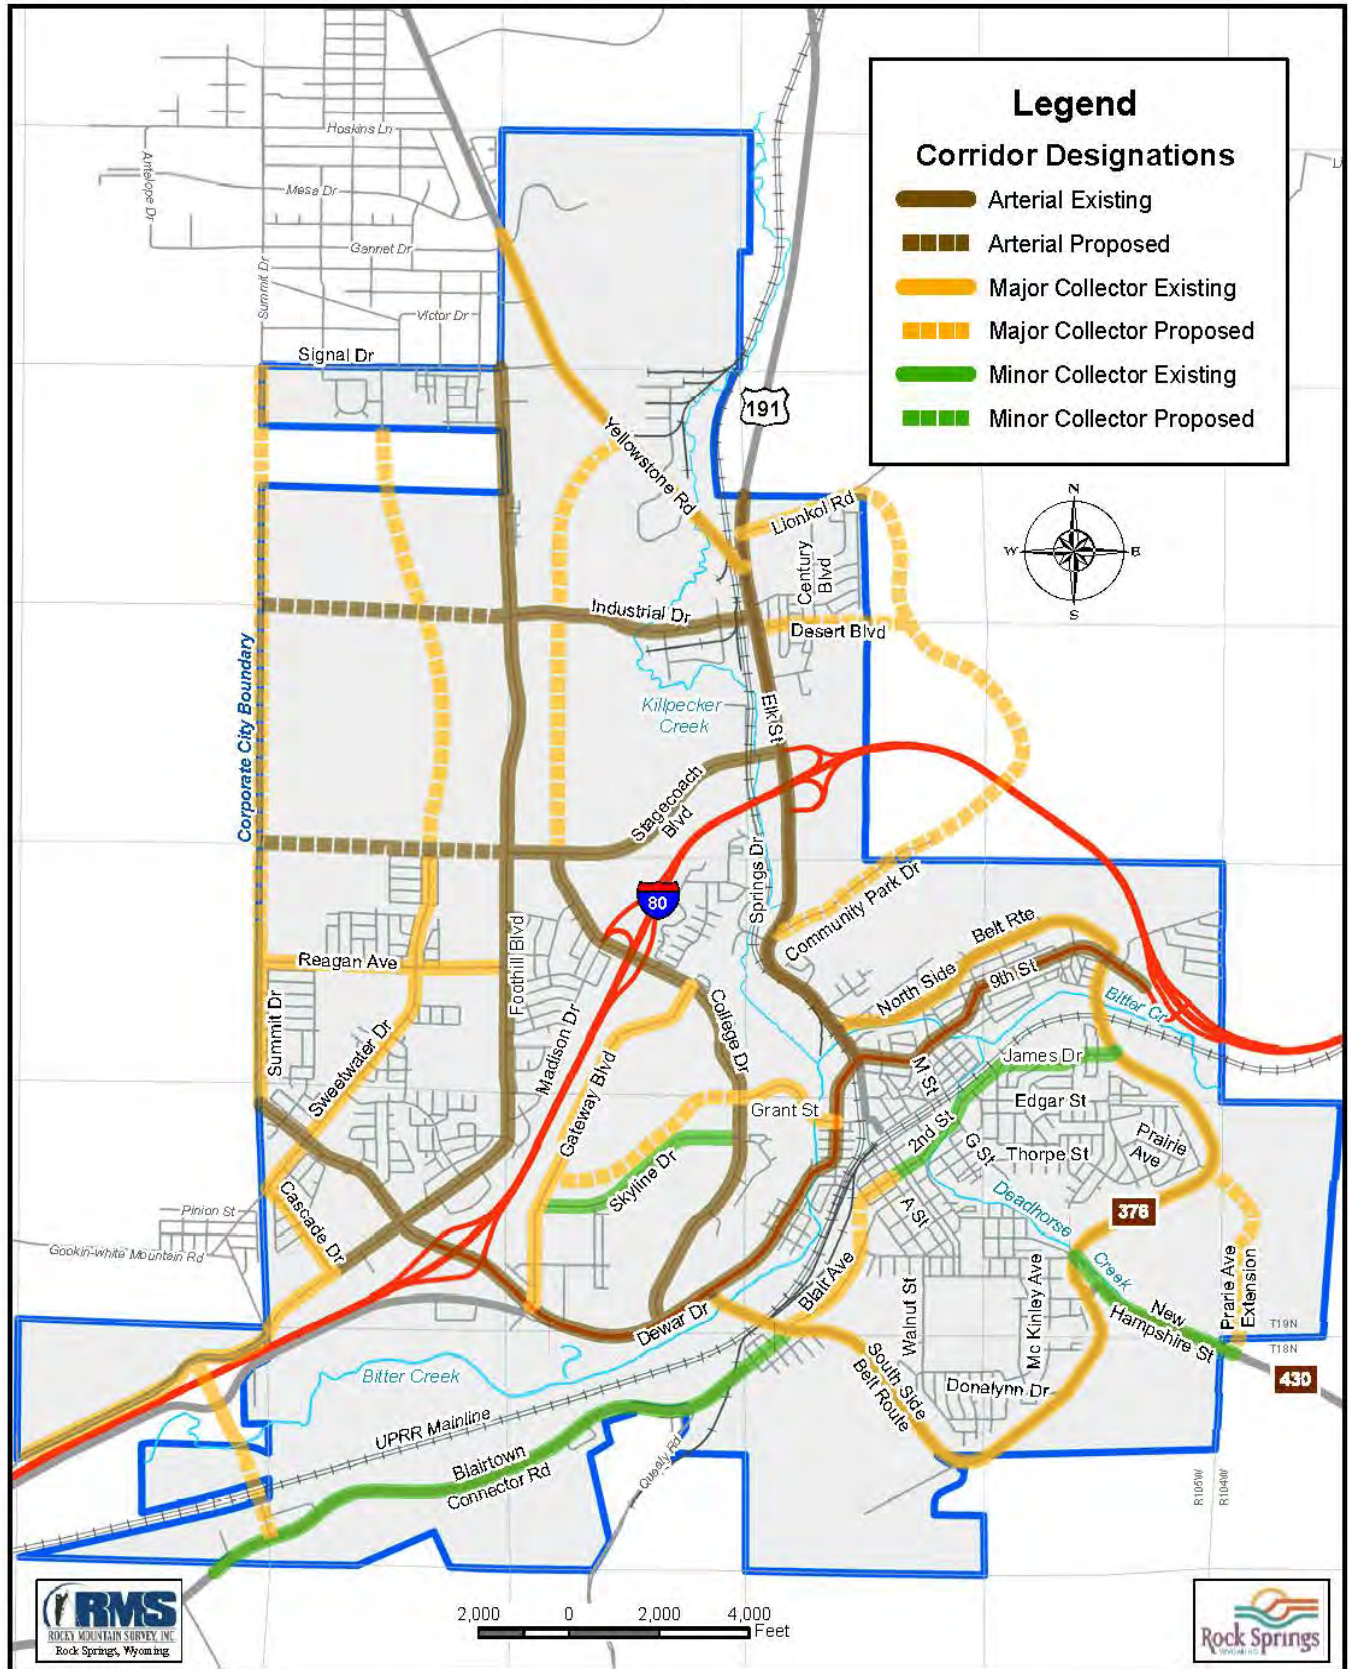 Legend
Corridor Designations
Arterial Existing
Arterial Proposed
Major Collector Existing
Major Collector Proposed
Minor Collector Existing
Minor Collector Proposed
Hoskins Ln
Antelope Dr
Mesa Dr
Gannet Dr
Summit Dr
Victor Dr
Signal Dr
191
Yellowstone Rd
Lionkol Rd
Century
Blvd
N
W
E
S
Industrial Dr
Desert Blvd
Corporate City Boundary
Killpecker
Creek
Elk St
Stagecoach
Blvd
80
Springs Dr
Community Park Dr
Belt Rte
North Side
9th St
Foothill Blvd
Reagan Ave
Summit Dr
Sweetwater Dr
Madison Dr
College Dr
Gateway Blvd
Bitter Cr
James Dr
M St
Edgar St
Grant St
2nd St
G St
Thorpe St
Prairie
Ave
Skyline Dr
A St
Deadhorse
Creek
376
Cascade Dr
Pinion St
Gookin-white Mountain Rd
Blair Ave
Walnut St
Mc Kinley Ave
New
Hampshire St
Prarie Ave
Extension
T19N
T18N
430
Dewar Dr
South Side
Belt Route
Donalynn Dr
Bitter Creek
UPRR Mainline
Blairtown
Connector Rd
Quealy Rd
R105W
R104W
RMS
ROCKY MOUNTAIN SURVEY, INC
Rock Springs, Wyoming
2,000
0
2,000
4,000
Feet
Rock Springs
WYOMING